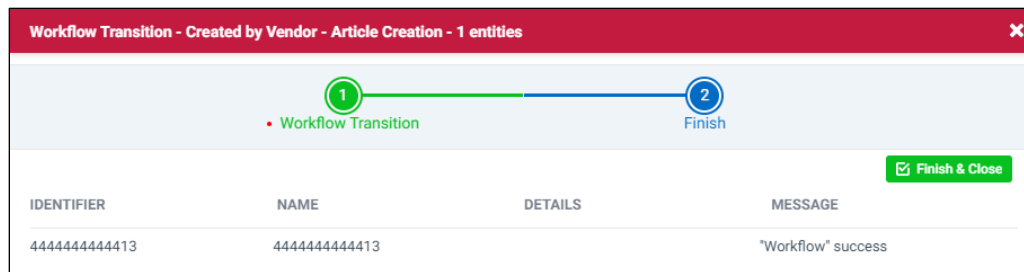 Workflow Transition - Created by Vendor - Article Creation - 1 entities
1 2
• Workflow Transition Finish
Finish & Close
IDENTIFIER NAME DETAILS MESSAGE
4444444444413 4444444444413 "Workflow" success